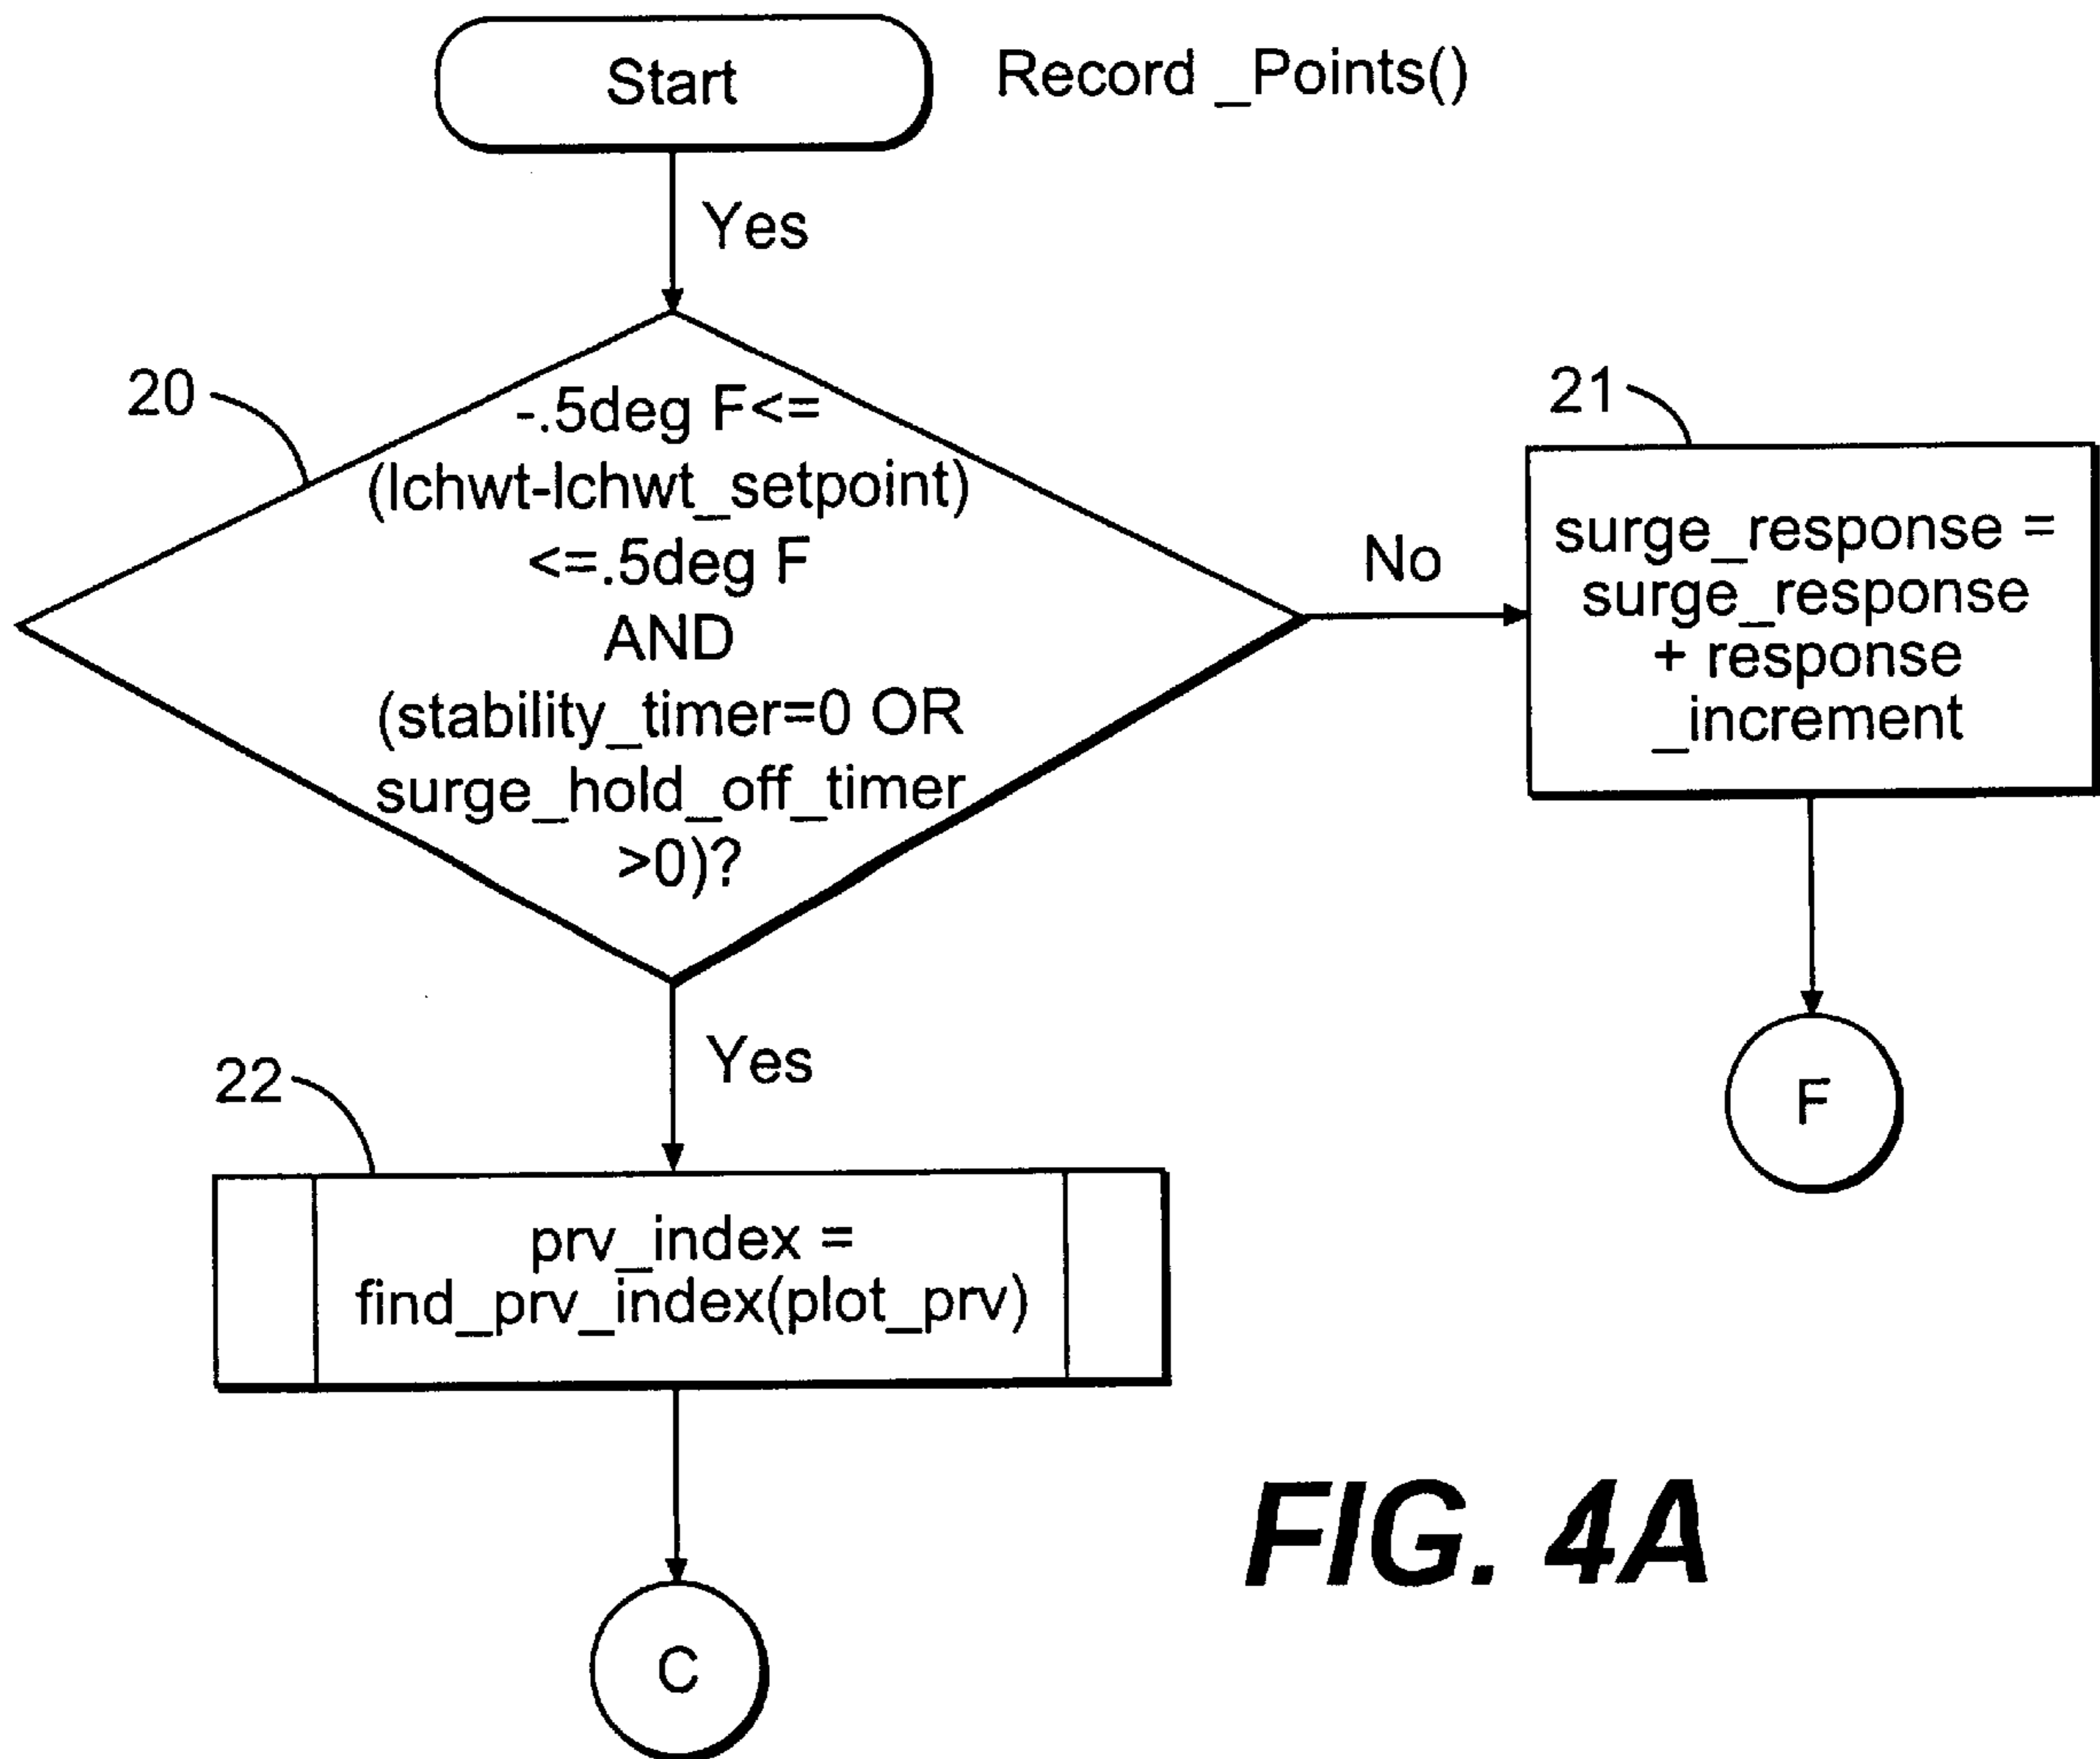 Start
Record _Points()
Yes
20
-.5deg F<=
(lchwt-lchwt_setpoint)
<=.5deg F
AND
(stability_timer=0 OR
surge_hold_off_timer
>0)?
No
21
surge_response =
surge_response
+ response
_increment
F
Yes
22
prv_index =
find_prv_index(plot_prv)
C
FIG. 4A